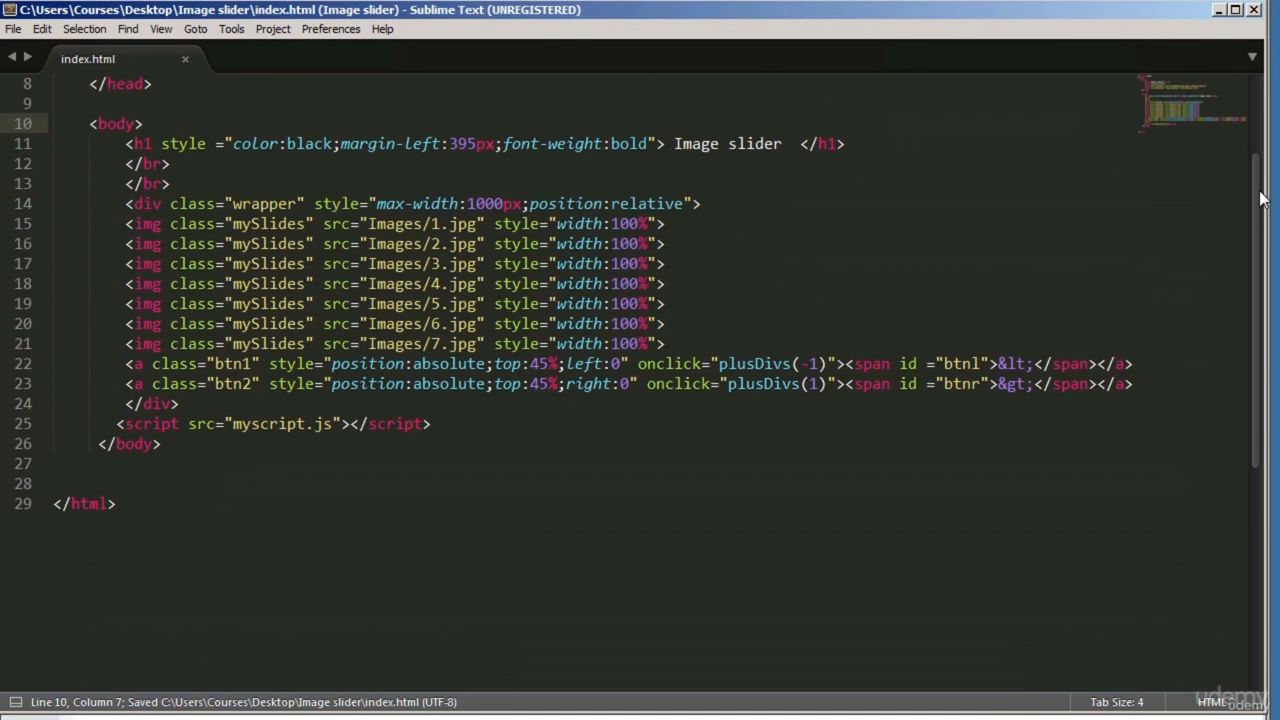 C:\Users\Courses\Desktop\Image slider\index.html (Image slider) - Sublime Text (UNREGISTERED)
File Edit Selection View Find View Goto Tools Project Preferences Help
index.html ×
8 </head>
9
10 <body>
11 <h1 style ="color:black;margin-left:395px;font-weight:bold"> Image slider </h1>
12 </br>
13 </br>
14 <div class="wrapper" style="max-width:1000px;position:relative">
15 <img class="mySlides" src="Images/1.jpg" style="width:100%">
16 <img class="mySlides" src="Images/2.jpg" style="width:100%">
17 <img class="mySlides" src="Images/3.jpg" style="width:100%">
18 <img class="mySlides" src="Images/4.jpg" style="width:100%">
19 <img class="mySlides" src="Images/5.jpg" style="width:100%">
20 <img class="mySlides" src="Images/6.jpg" style="width:100%">
21 <img class="mySlides" src="Images/7.jpg" style="width:100%">
22 <a class="btn1" style="position:absolute;top:45%;left:0" onclick="plusDivs(-1)"><span id ="btnl">&lt;</span></a>
23 <a class="btn2" style="position:absolute;top:45%;right:0" onclick="plusDivs(1)"><span id ="btnr">&gt;</span></a>
24 </div>
25 <script src="myscript.js"></script>
26 </body>
27
28
29 </html>
Line 10, Column 7; Saved C:\Users\Courses\Desktop\Image slider\index.html (UTF-8) Tab Size: 4 HTML
udemy
udemy